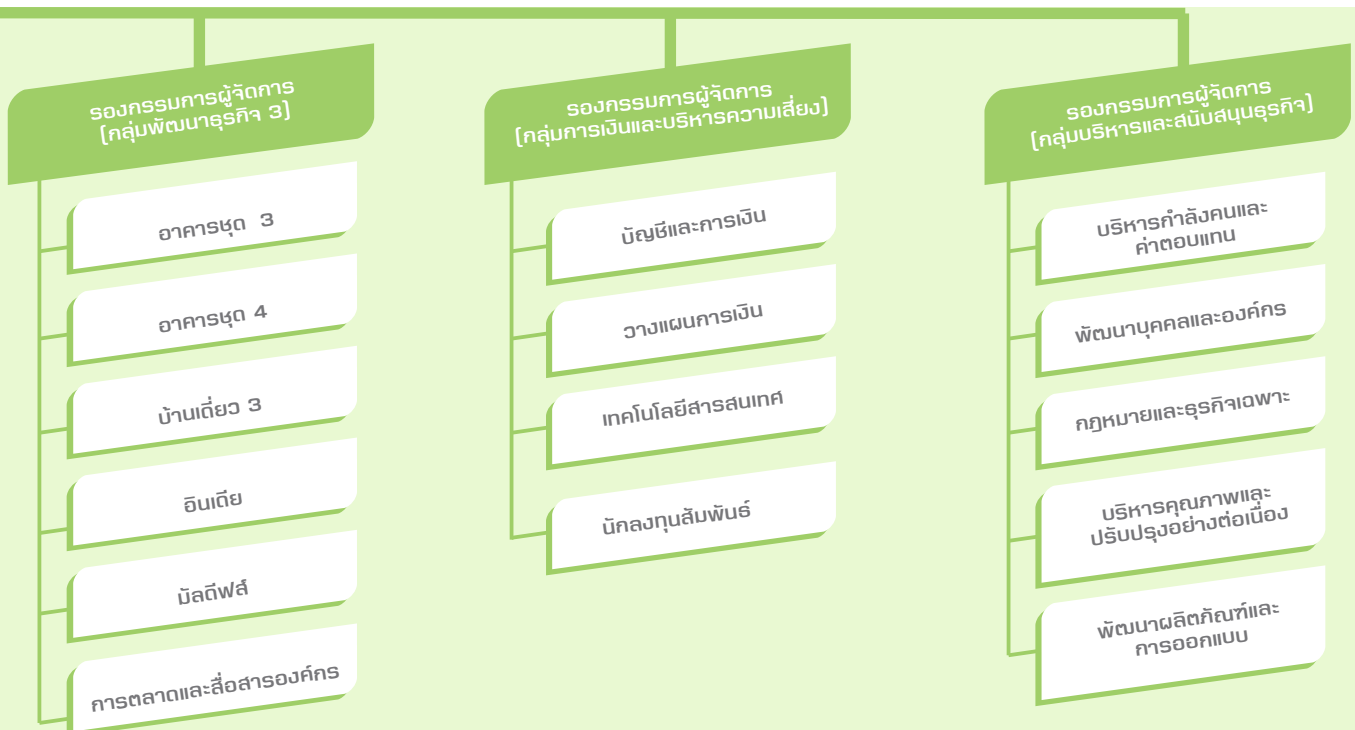 รองกรรมการผู้จัดการ
(กลุ่มพัฒนาธุรกิจ 3)
อาคารชุด 3
อาคารชุด 4
บ้านเดี่ยว 3
อินเดีย
มัลดีฟส์
การตลาดและสื่อสารองค์กร
รองกรรมการผู้จัดการ
(กลุ่มการเงินและบริหารความเสี่ยง)
บัญชีและการเงิน
วางแผนการเงิน
เทคโนโลยีสารสนเทศ
นักลงทุนสัมพันธ์
รองกรรมการผู้จัดการ
(กลุ่มบริหารและสนับสนุนธุรกิจ)
บริหารกำลังคนและ
ค่าตอบแทน
พัฒนาบุคคลและองค์กร
กฎหมายและธุรกิจเฉพาะ
บริหารคุณภาพและ
ปรับปรุงอย่างต่อเนื่อง
พัฒนาผลิตภัณฑ์และ
การออกแบบ